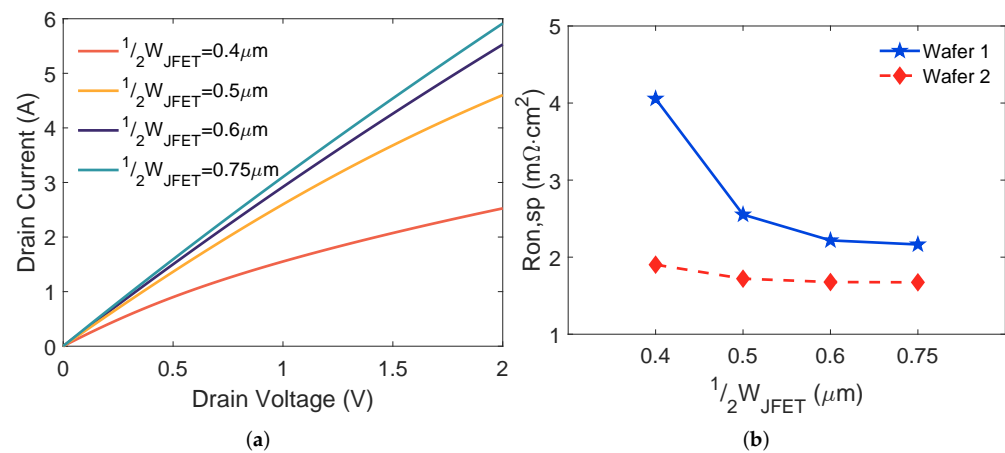 6
5
4
3
2
1
0
Drain Current (A)
1/2WJFET=0.4μm
1/2WJFET=0.5μm
1/2WJFET=0.6μm
1/2WJFET=0.75μm
0 0.5 1 1.5 2
Drain Voltage (V)
(a)
5
4
3
2
1
Ron,sp (mΩ·cm2)
Wafer 1
Wafer 2
0.4 0.5 0.6 0.75
1/2WJFET (μm)
(b)